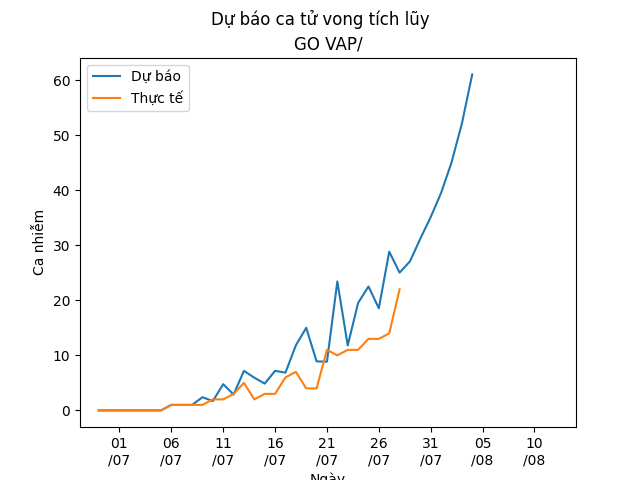 Dự báo ca tử vong tích lũy
GO VAP/
Dự báo
Thực tế
Ca nhiễm
60
50
40
30
20
10
0
01 06 11 16 21 26 31 05 10
/07 /07 /07 /07 /07 /07 /07 /08 /08
Ngày